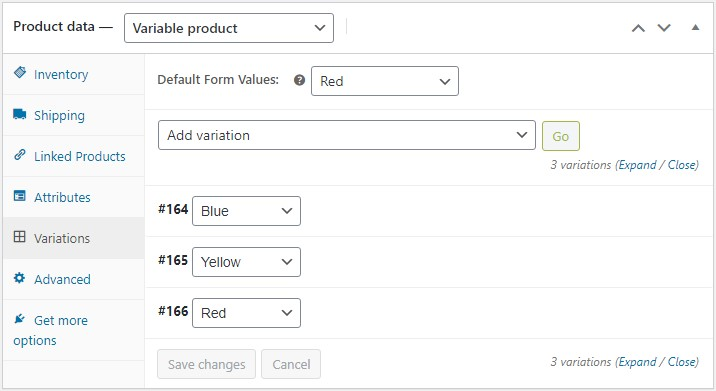 Product data — Variable product
Inventory
Shipping
Linked Products
Attributes
Variations
Advanced
Get more
options
Default Form Values: ? Red
Add variation Go
3 variations (Expand / Close)
#164 Blue
#165 Yellow
#166 Red
Save changes Cancel
3 variations (Expand / Close)